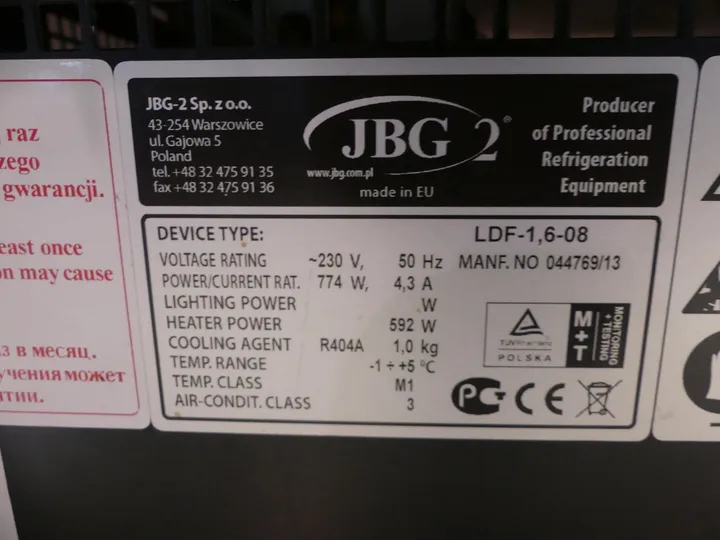 raz
gwarancji.
east once
on may cause
в месяц.
может
JBG-2 Sp. z o.o.
43-254 Warszowice
ul. Gajowa 5
Poland
tel. +48 32 475 91 35
fax +48 32 475 91 36
JBG 2®
www.jbg.com.pl
made in EU
Producer
of Professional
Refrigeration
Equipment
DEVICE TYPE: LDF-1,6-08
VOLTAGE RATING ~230 V, 50 Hz MANF. NO 044769/13
POWER/CURRENT RAT. 774 W, 4,3 A
LIGHTING POWER W
HEATER POWER 592 W
COOLING AGENT R404A 1,0 kg
TEMP. RANGE -1 ÷ +5 °C
TEMP. CLASS M1
AIR-CONDIT. CLASS 3
TÜVRheinland
POLSKA
M+T
MONITORING
+ TESTING
PG CE